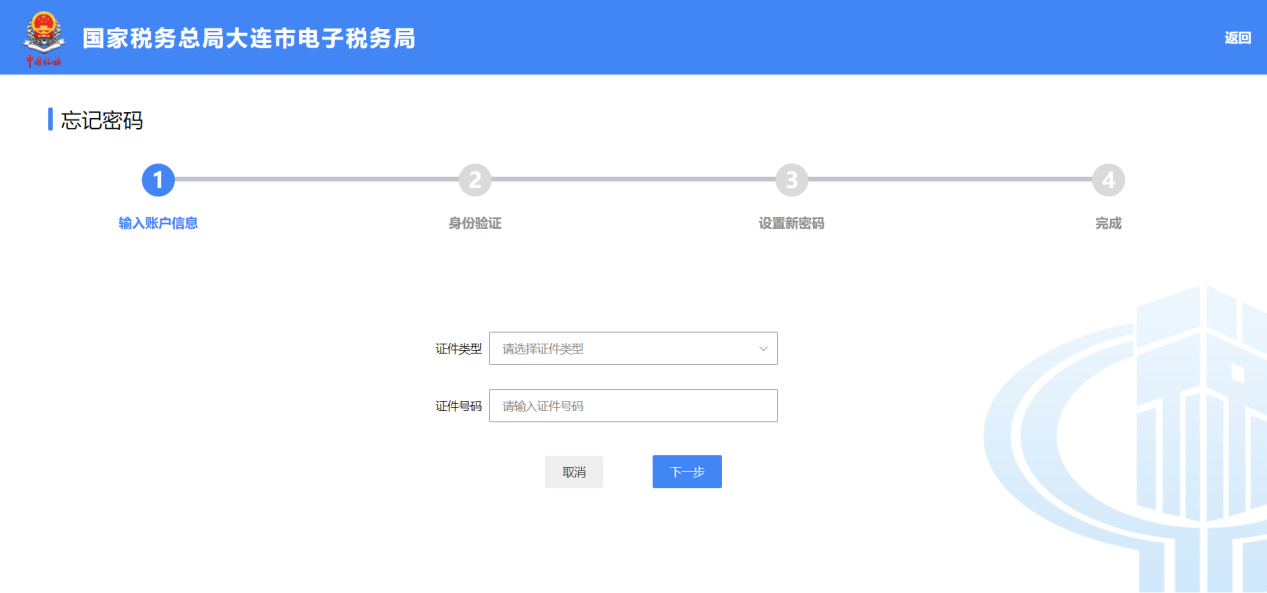 国家税务总局大连市电子税务局
返回
忘记密码
1
2
3
4
输入账户信息
身份验证
设置新密码
完成
证件类型
请选择证件类型
证件号码
请输入证件号码
取消
下一步